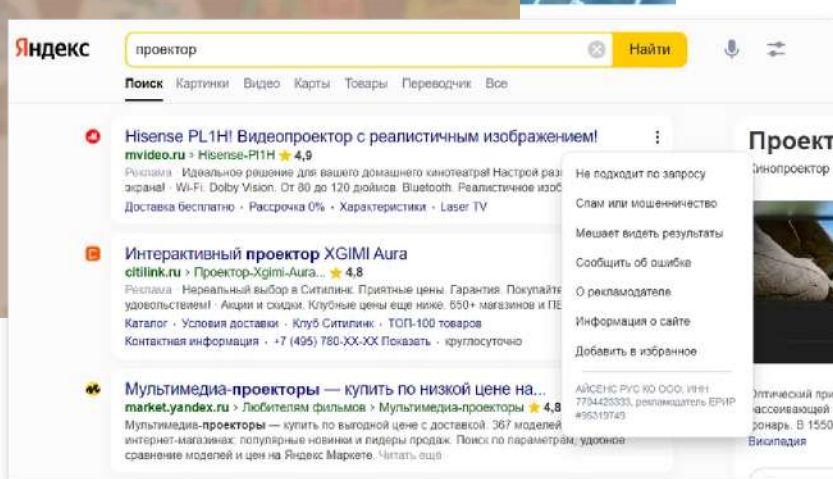 Яндекс
проектор
Найти
Поиск Картинки Видео Карты Товары Переводчик Все
Hisense PL1H! Видеопроектор с реалистичным изображением!
mvideo.ru › Hisense-Pl1H 4,9
Реклама · Идеальное решение для вашего домашнего кинотеатра! Настрой раз
экрана! · Wi-Fi. Dolby Vision. От 80 до 120 дюймов. Bluetooth. Реалистичное изоб
Доставка бесплатно · Рассрочка 0% · Характеристики · Laser TV
Интерактивный проектор XGIMI Aura
citilink.ru › Проектор-Xgimi-Aura... 4,8
Реклама · Нереальный выбор в Ситилинк. Приятные цены. Гарантия. Покупайте
удовольствием! · Акции и скидки. Клубные цены еще ниже. 650+ магазинов и ПВ
Каталог · Условия доставки · Клуб Ситилинк · ТОП-100 товаров
Контактная информация · +7 (495) 780-XX-XX Показать · круглосуточно
Мультимедиа-проекторы — купить по низкой цене на...
market.yandex.ru › Любителям фильмов › Мультимедиа-проекторы 4,8
Мультимедиа-проекторы — купить по выгодной цене с доставкой. 367 моделей
интернет-магазинах: популярные новинки и лидеры продаж. Поиск по параметрам, удобное
сравнение моделей и цен на Яндекс Маркете. Читать ещё
Не подходит по запросу
Спам или мошенничество
Мешает видеть результаты
Сообщить об ошибке
О рекламодателе
Информация о сайте
Добавить в избранное
АЙСЕНС РУС КО ООО, ИНН
рекламодатель ЕРИР
Проект
Кинопроектор
Оптический при
рассеивающей
фонарь. В 1550
Википедия